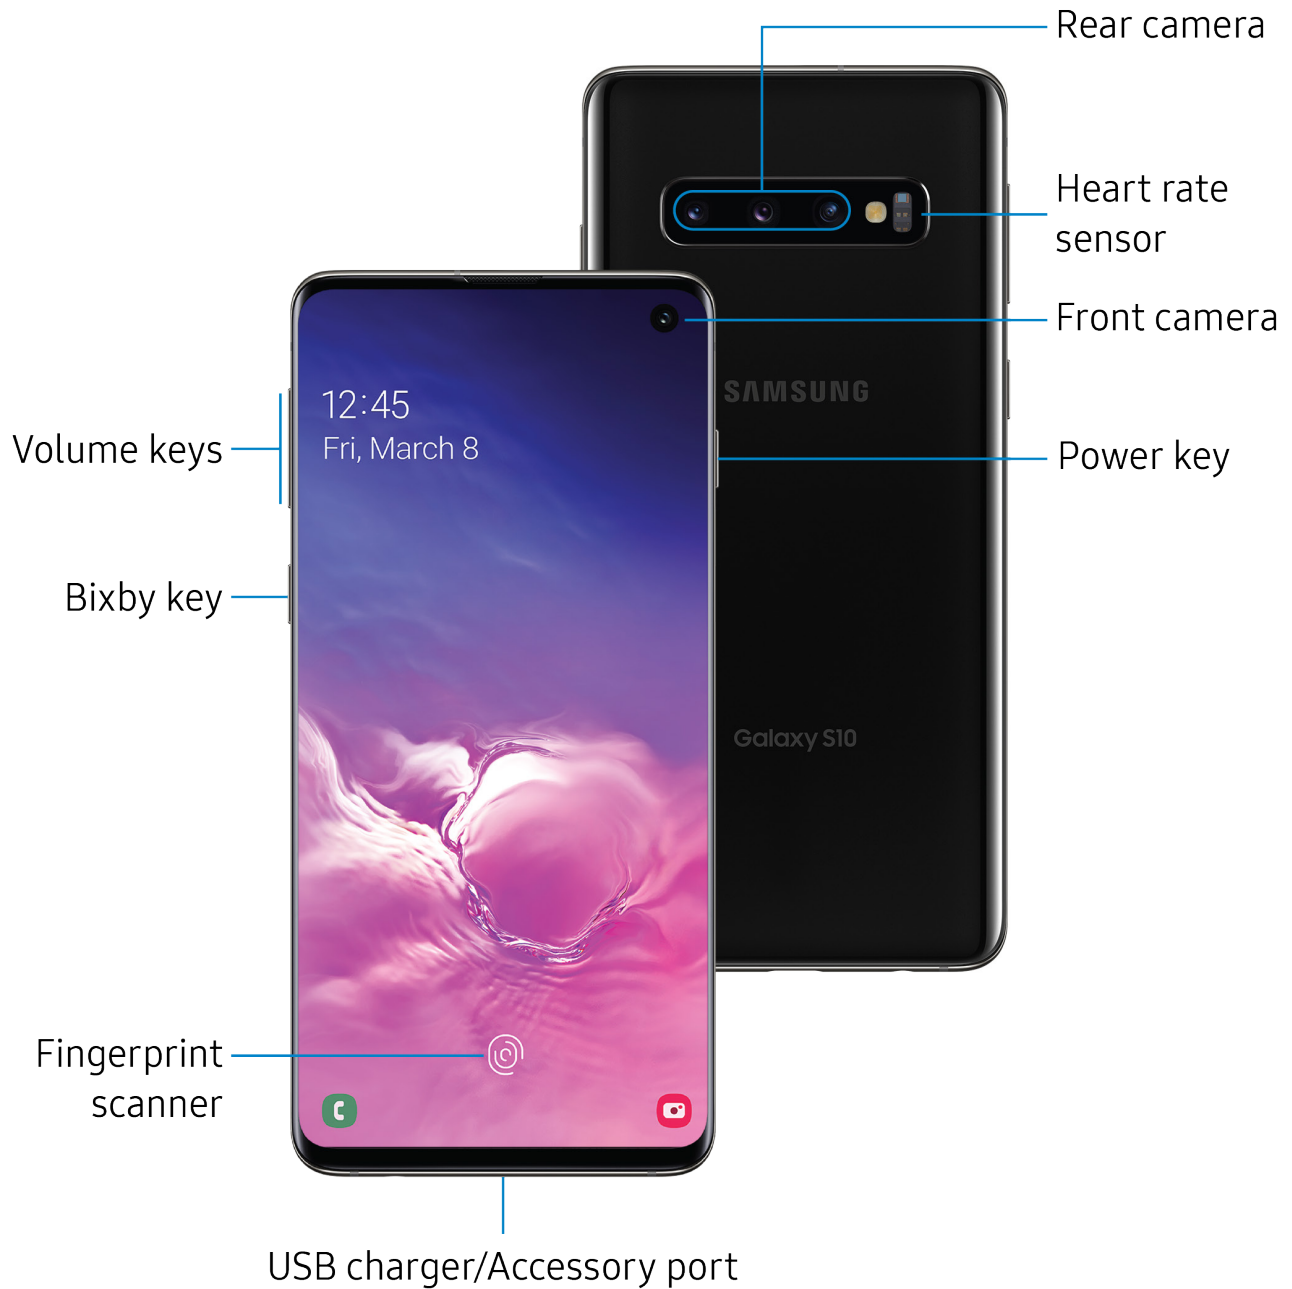 Rear camera
Heart rate
sensor
Front camera
SAMSUNG
12:45
Fri, March 8
Volume keys
Power key
Bixby key
Galaxy S10
Fingerprint
scanner
USB charger/Accessory port